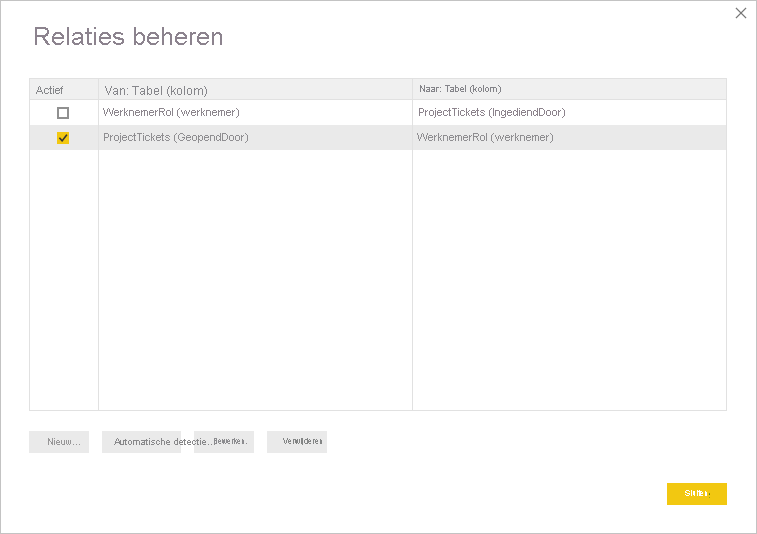 Relaties beheren
Actief Van: Tabel (kolom) Naar: Tabel (kolom)
WerknemerRol (werknemer) ProjectTickets (IngediendDoor)
ProjectTickets (GeopendDoor) WerknemerRol (werknemer)
Nieuw... Automatische detectie... Bewerken. Verwijderen
Sluiten